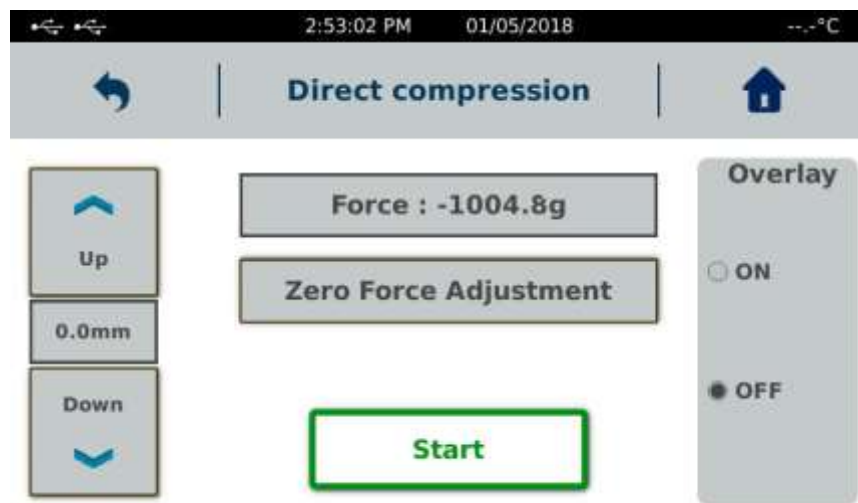 2:53:02 PM 01/05/2018 --.-°C
Direct compression
Up
0.0mm
Down
Force : -1004.8g
Zero Force Adjustment
Start
Overlay
ON
OFF